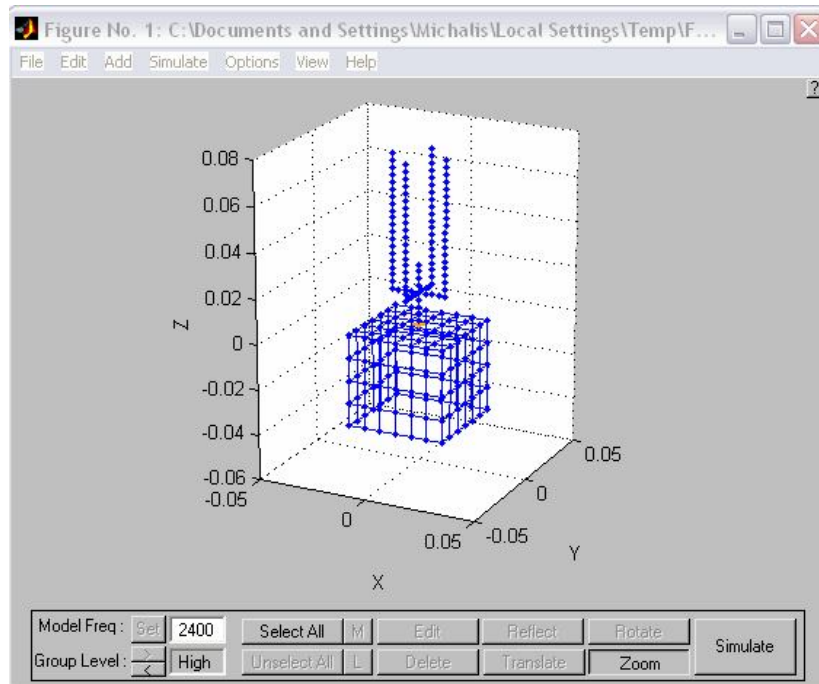 Figure No. 1: C:\Documents and Settings\Michalis\Local Settings\Temp\F...
File Edit Add Simulate Options View Help
?
0.08
0.06
0.04
0.02
0
-0.02
-0.04
-0.06
Z
-0.05
0
0.05
X
-0.05
0
0.05
Y
Model Freq : Set 2400 Select All M Edit Reflect Rotate Simulate
Group Level : > < High Unselect All L Delete Translate Zoom